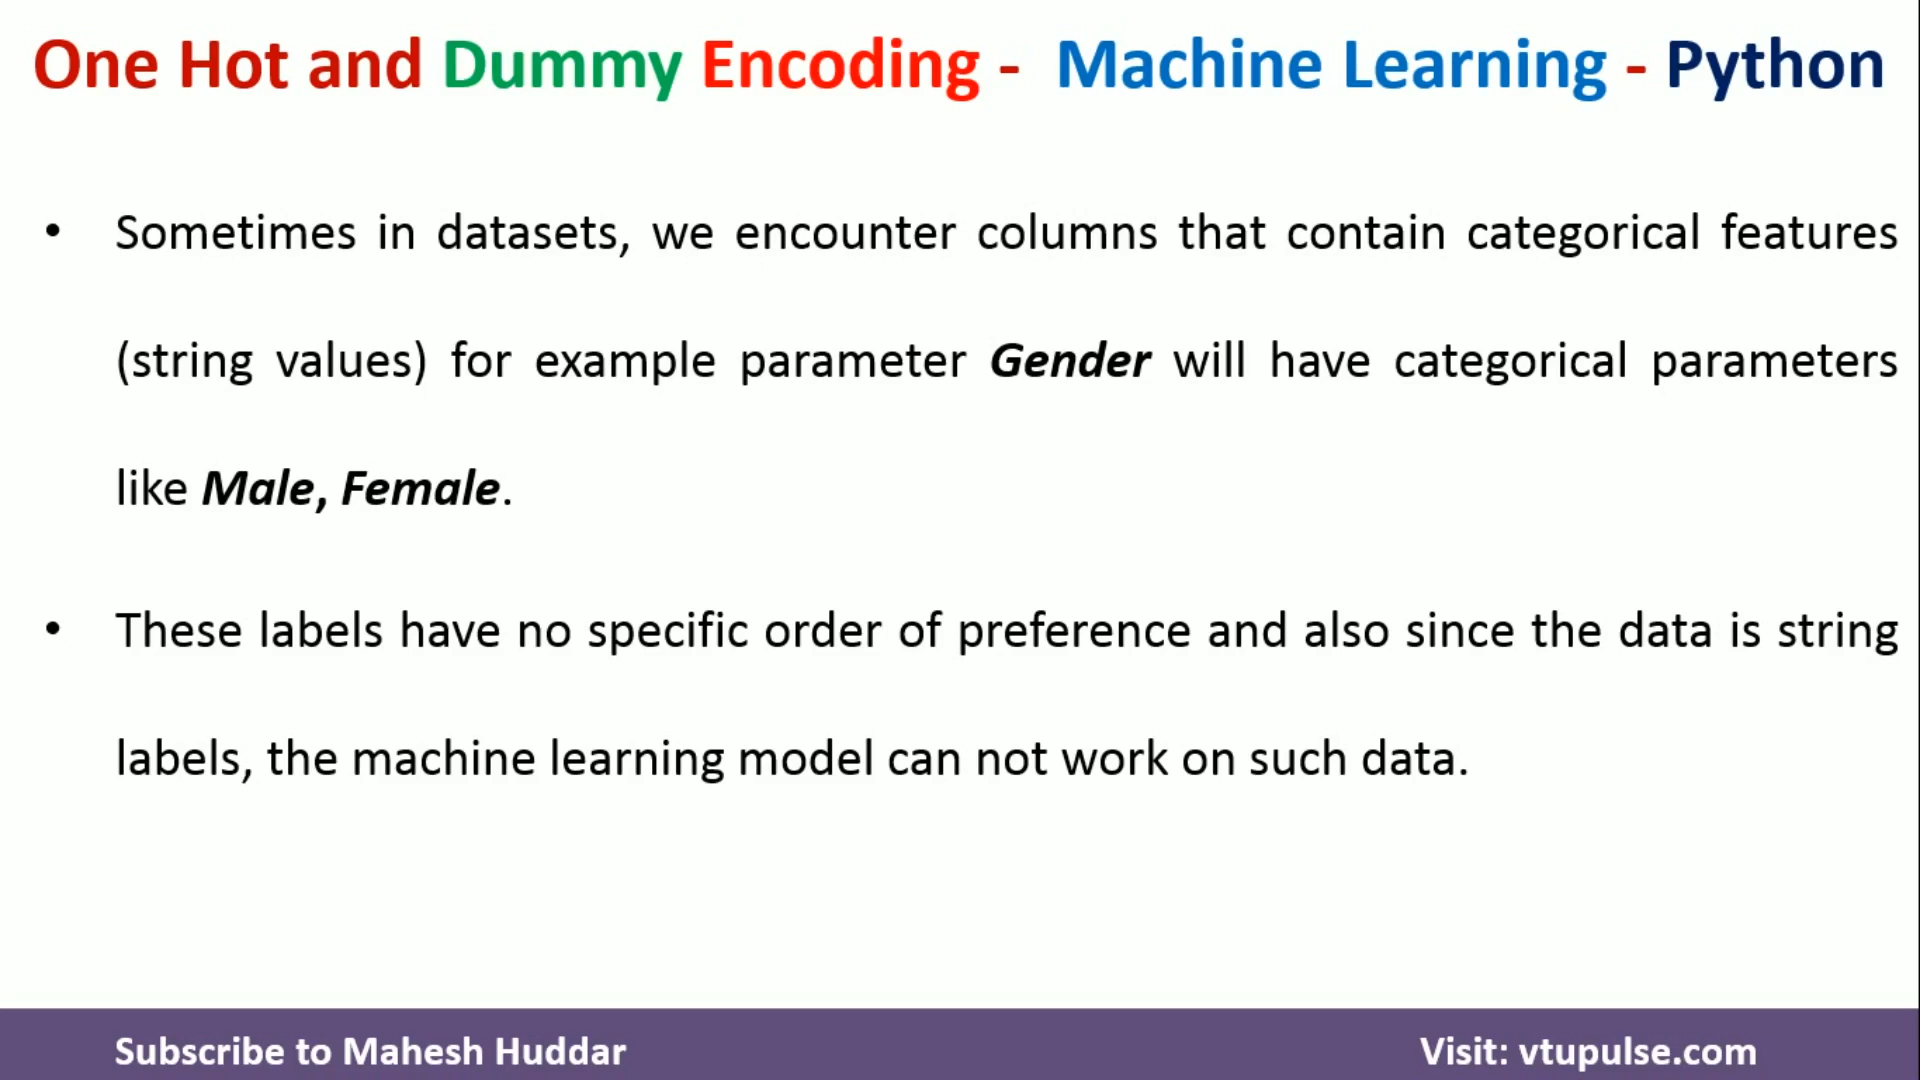 One Hot and Dummy Encoding - Machine Learning - Python
• Sometimes in datasets, we encounter columns that contain categorical features
(string values) for example parameter Gender will have categorical parameters
like Male, Female.
• These labels have no specific order of preference and also since the data is string
labels, the machine learning model can not work on such data.
Subscribe to Mahesh Huddar
Visit: vtupulse.com